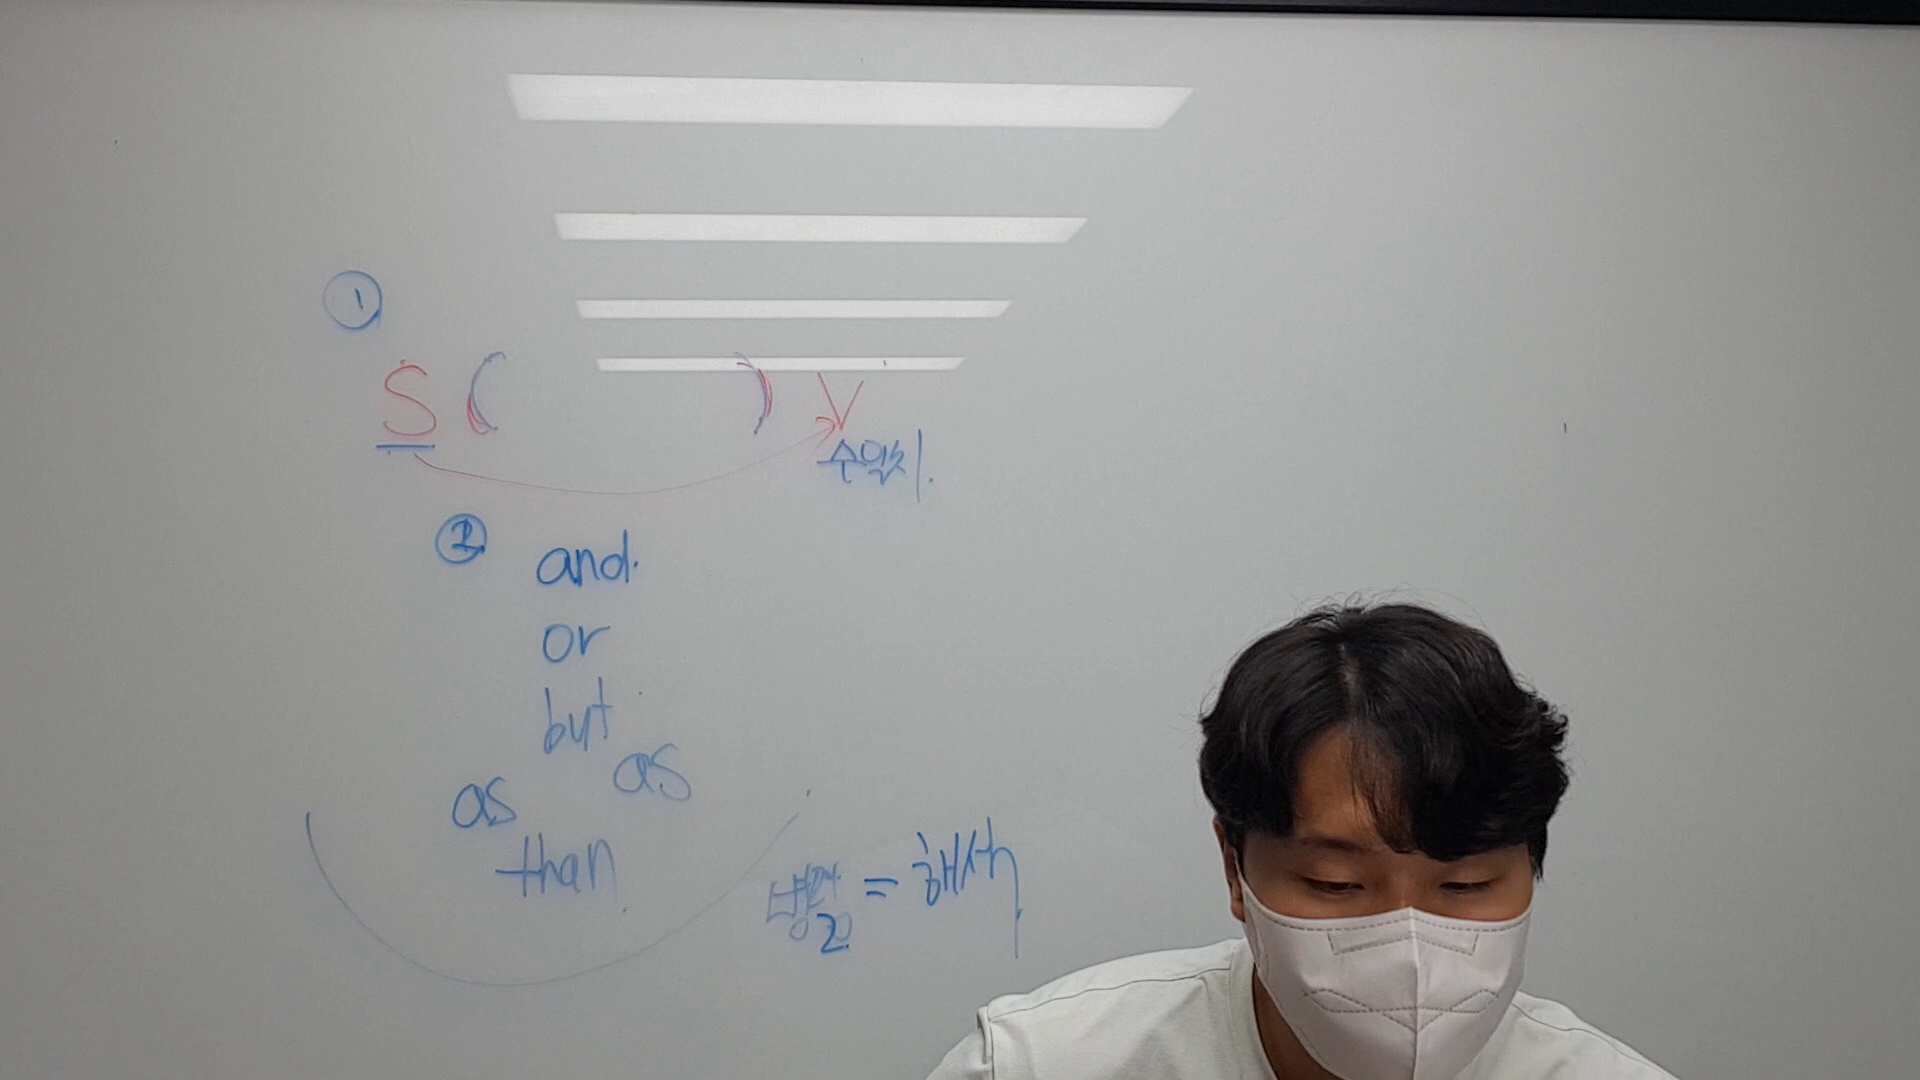 ①
S ( ) V
수일치.
② and.
or
but
as as
than
병렬 = 해석